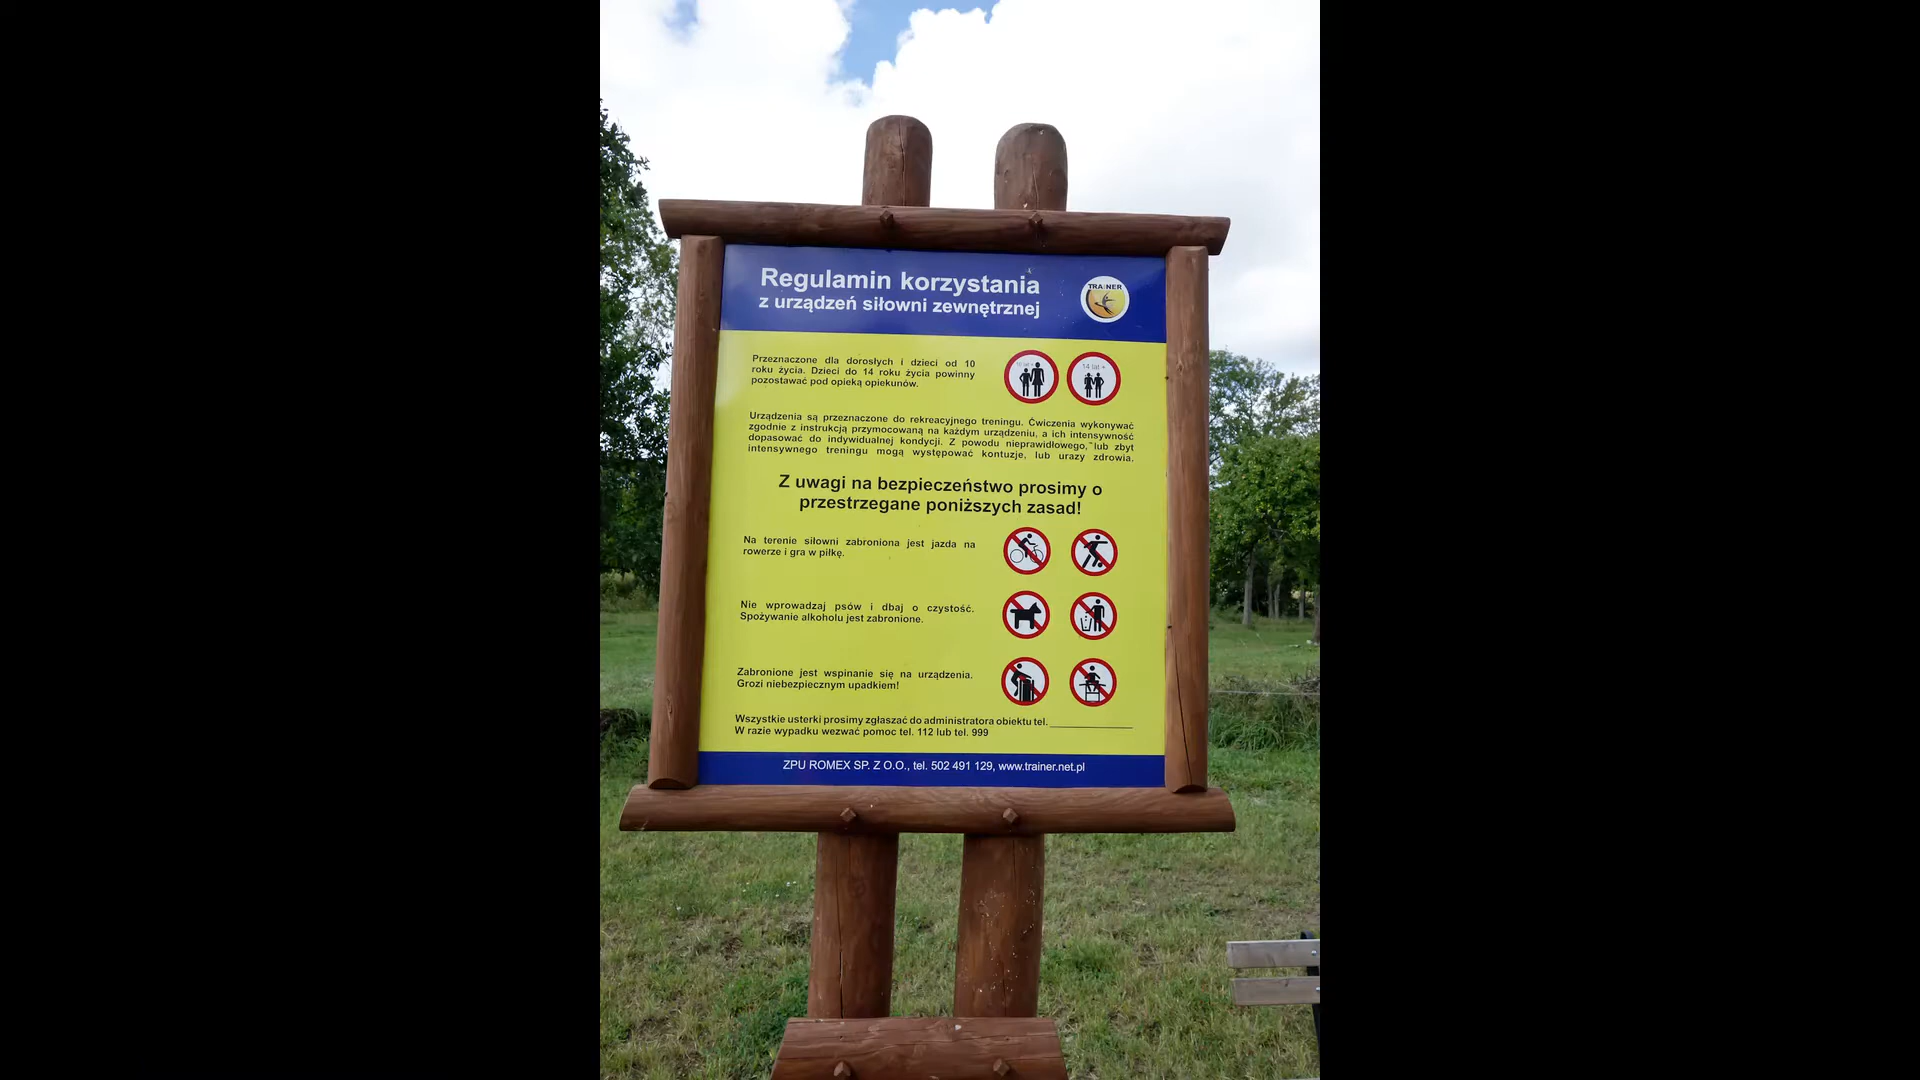 Regulamin korzystania
z urządzeń siłowni zewnętrznej
TRAINER
Przeznaczone dla dorosłych i dzieci od 10
roku życia. Dzieci do 14 roku życia powinny
pozostawać pod opieką opiekunów.
14 lat +
Urządzenia są przeznaczone do rekreacyjnego treningu. Ćwiczenia wykonywać
zgodnie z instrukcją przymocowaną na każdym urządzeniu, a ich intensywność
dopasować do indywidualnej kondycji. Z powodu nieprawidłowego, lub zbyt
intensywnego treningu mogą występować kontuzje, lub urazy zdrowia.
Z uwagi na bezpieczeństwo prosimy o
przestrzegane poniższych zasad!
Na terenie siłowni zabroniona jest jazda na
rowerze i gra w piłkę.
Nie wprowadzaj psów i dbaj o czystość.
Spożywanie alkoholu jest zabronione.
Zabronione jest wspinanie się na urządzenia.
Grozi niebezpiecznym upadkiem!
Wszystkie usterki prosimy zgłaszać do administratora obiektu tel.
W razie wypadku wezwać pomoc tel. 112 lub tel. 999
ZPU ROMEX SP. Z O.O., tel. 502 491 129, www.trainer.net.pl